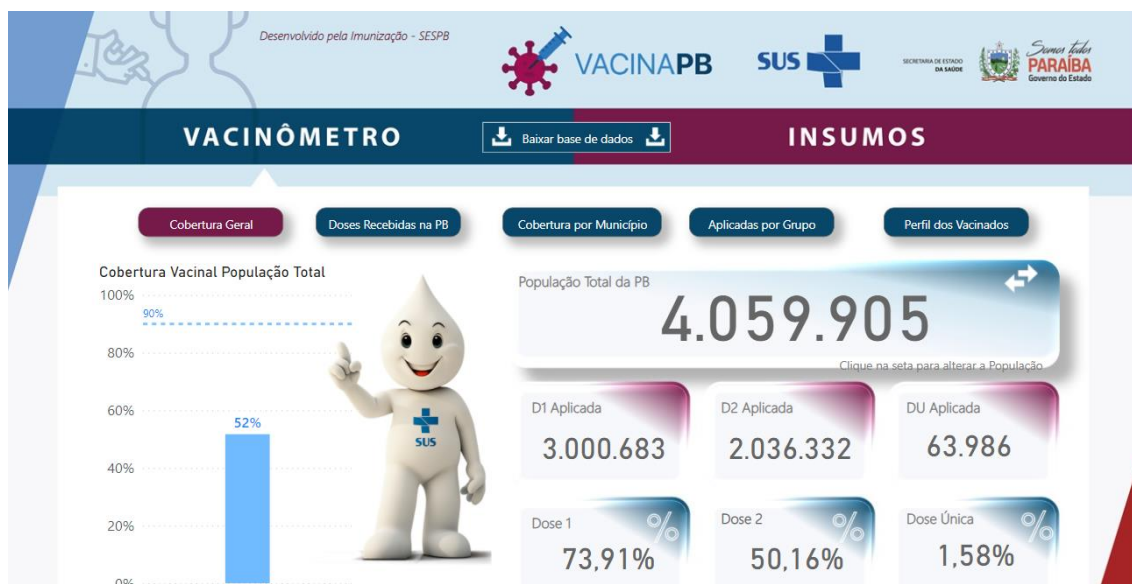 Desenvolvido pela Imunização - SESPB
VACINAPB
SUS
SECRETARIA DE ESTADO
DA SAÚDE
Somos todos
PARAÍBA
Governo do Estado
VACINÔMETRO
Baixar base de dados
INSUMOS
Cobertura Geral
Doses Recebidas na PB
Cobertura por Município
Aplicadas por Grupo
Perfil dos Vacinados
Cobertura Vacinal População Total
100%
90%
80%
60%
52%
40%
20%
0%
SUS
População Total da PB
4.059.905
Clique na seta para alterar a População
D1 Aplicada
3.000.683
D2 Aplicada
2.036.332
DU Aplicada
63.986
Dose 1
%
73,91%
Dose 2
%
50,16%
Dose Única
%
1,58%